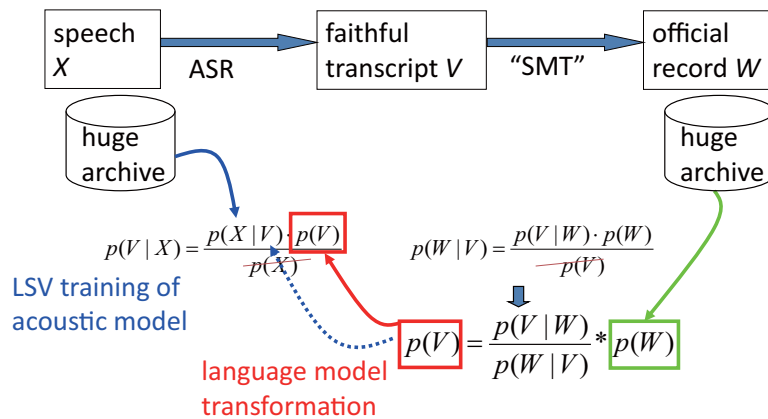 speech
X
ASR
faithful
transcript V
“SMT”
official
record W
huge
archive
huge
archive
p(V | X) = p(X | V) · p(V) / p(X)
p(W | V) = p(V | W) · p(W) / p(V)
LSV training of
acoustic model
p(V) = p(V | W) / p(W | V) * p(W)
language model
transformation